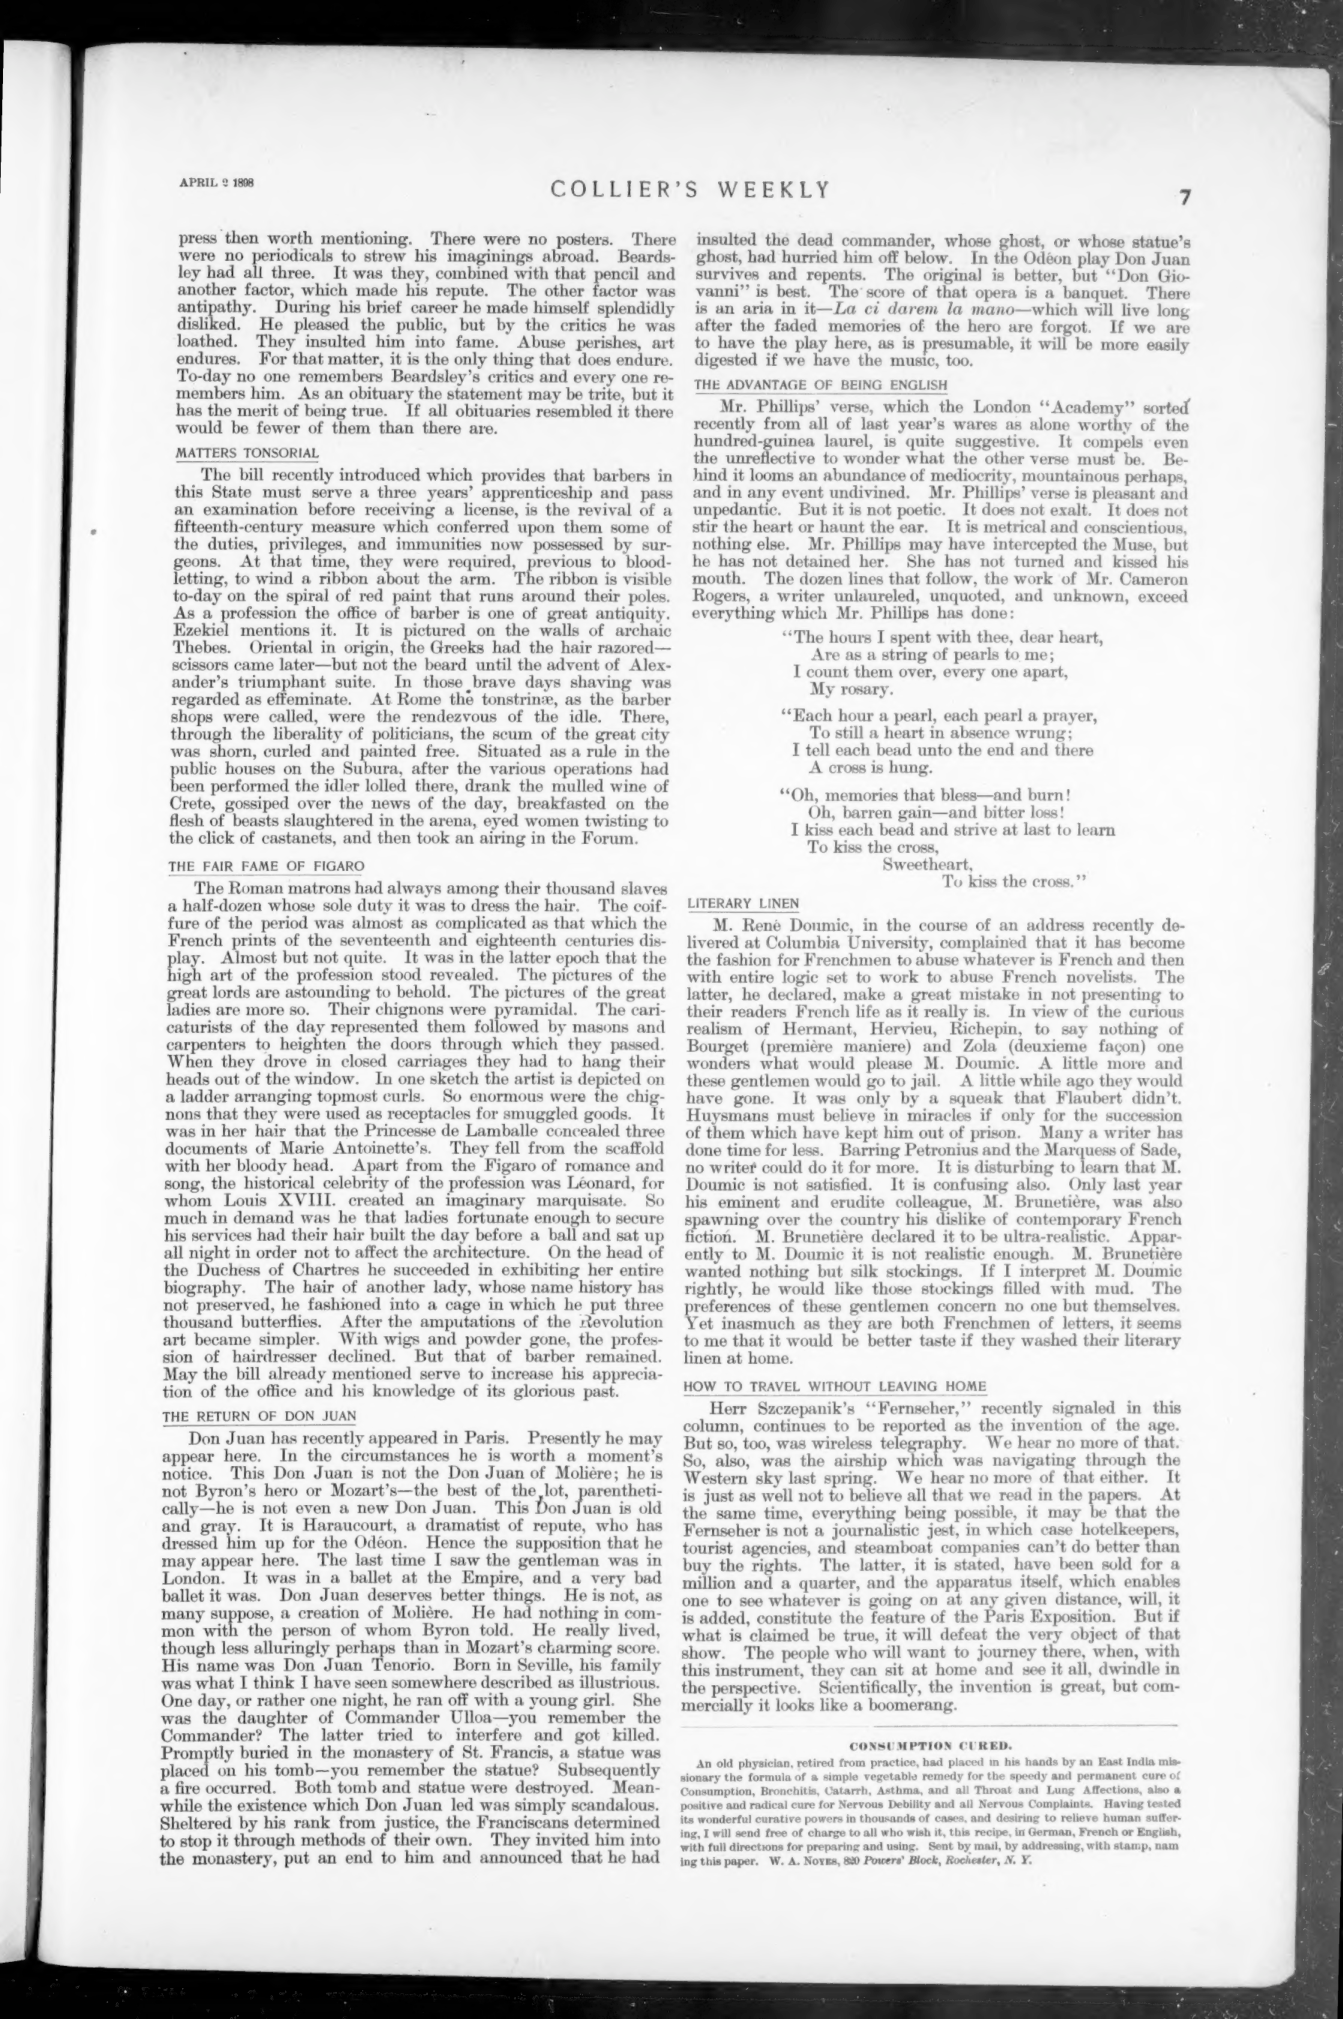 APRIL 2 1898
COLLIER'S WEEKLY
7
press then worth mentioning. There were no posters. There
were no periodicals to strew his imaginings abroad. Beards-
ley had all three. It was they, combined with that pencil and
another factor, which made his repute. The other factor was
antipathy. During his brief career he made himself splendidly
disliked. He pleased the public, but by the critics he was
loathed. They insulted him into fame. Abuse perishes, art
endures. For that matter, it is the only thing that does endure.
To-day no one remembers Beardsley's critics and every one re-
members him. As an obituary the statement may be trite, but it
has the merit of being true. If all obituaries resembled it there
would be fewer of them than there are.
MATTERS TONSORIAL
The bill recently introduced which provides that barbers in
this State must serve a three years' apprenticeship and pass
an examination before receiving a license, is the revival of a
fifteenth-century measure which conferred upon them some of
the duties, privileges, and immunities now possessed by sur-
geons. At that time, they were required, previous to blood-
letting, to wind a ribbon about the arm. The ribbon is visible
to-day on the spiral of red paint that runs around their poles.
As a profession the office of barber is one of great antiquity.
Ezekiel mentions it. It is pictured on the walls of archaic
Thebes. Oriental in origin, the Greeks had the hair razored—
scissors came later—but not the beard until the advent of Alex-
ander's triumphant suite. In those brave days shaving was
regarded as effeminate. At Rome the tonstrinæ, as the barber
shops were called, were the rendezvous of the idle. There,
through the liberality of politicians, the scum of the great city
was shorn, curled and painted free. Situated as a rule in the
public houses on the Subura, after the various operations had
been performed the idler lolled there, drank the mulled wine of
Crete, gossiped over the news of the day, breakfasted on the
flesh of beasts slaughtered in the arena, eyed women twisting to
the click of castanets, and then took an airing in the Forum.
THE FAIR FAME OF FIGARO
The Roman matrons had always among their thousand slaves
a half-dozen whose sole duty it was to dress the hair. The coif-
fure of the period was almost as complicated as that which the
French prints of the seventeenth and eighteenth centuries dis-
play. Almost but not quite. It was in the latter epoch that the
high art of the profession stood revealed. The pictures of the
great lords are astounding to behold. The pictures of the great
ladies are more so. Their chignons were pyramidal. The cari-
caturists of the day represented them followed by masons and
carpenters to heighten the doors through which they passed.
When they drove in closed carriages they had to hang their
heads out of the window. In one sketch the artist is depicted on
a ladder arranging topmost curls. So enormous were the chig-
nons that they were used as receptacles for smuggled goods. It
was in her hair that the Princesse de Lamballe concealed three
documents of Marie Antoinette's. They fell from the scaffold
with her bloody head. Apart from the Figaro of romance and
song, the historical celebrity of the profession was Léonard, for
whom Louis XVIII. created an imaginary marquisate. So
much in demand was he that ladies fortunate enough to secure
his services had their hair built the day before a ball and sat up
all night in order not to affect the architecture. On the head of
the Duchess of Chartres he succeeded in exhibiting her entire
biography. The hair of another lady, whose name history has
not preserved, he fashioned into a cage in which he put three
thousand butterflies. After the amputations of the Revolution
art became simpler. With wigs and powder gone, the profes-
sion of hairdresser declined. But that of barber remained.
May the bill already mentioned serve to increase his apprecia-
tion of the office and his knowledge of its glorious past.
THE RETURN OF DON JUAN
Don Juan has recently appeared in Paris. Presently he may
appear here. In the circumstances he is worth a moment's
notice. This Don Juan is not the Don Juan of Molière; he is
not Byron's hero or Mozart's—the best of the lot, parentheti-
cally—he is not even a new Don Juan. This Don Juan is old
and gray. It is Haraucourt, a dramatist of repute, who has
dressed him up for the Odéon. Hence the supposition that he
may appear here. The last time I saw the gentleman was in
London. It was in a ballet at the Empire, and a very bad
ballet it was. Don Juan deserves better things. He is not, as
many suppose, a creation of Molière. He had nothing in com-
mon with the person of whom Byron told. He really lived,
though less alluringly perhaps than in Mozart's charming score.
His name was Don Juan Tenorio. Born in Seville, his family
was what I think I have seen somewhere described as illustrious.
One day, or rather one night, he ran off with a young girl. She
was the daughter of Commander Ulloa—you remember the
Commander? The latter tried to interfere and got killed.
Promptly buried in the monastery of St. Francis, a statue was
placed on his tomb—you remember the statue? Subsequently
a fire occurred. Both tomb and statue were destroyed. Mean-
while the existence which Don Juan led was simply scandalous.
Sheltered by his rank from justice, the Franciscans determined
to stop it through methods of their own. They invited him into
the monastery, put an end to him and announced that he had
insulted the dead commander, whose ghost, or whose statue's
ghost, had hurried him off below. In the Odéon play Don Juan
survives and repents. The original is better, but "Don Gio-
vanni" is best. The score of that opera is a banquet. There
is an aria in it—La ci darem la mano—which will live long
after the faded memories of the hero are forgot. If we are
to have the play here, as is presumable, it will be more easily
digested if we have the music, too.
THE ADVANTAGE OF BEING ENGLISH
Mr. Phillips' verse, which the London "Academy" sorted
recently from all of last year's wares as alone worthy of the
hundred-guinea laurel, is quite suggestive. It compels even
the unreflective to wonder what the other verse must be. Be-
hind it looms an abundance of mediocrity, mountainous perhaps,
and in any event undivined. Mr. Phillips' verse is pleasant and
unpedantic. But it is not poetic. It does not exalt. It does not
stir the heart or haunt the ear. It is metrical and conscientious,
nothing else. Mr. Phillips may have intercepted the Muse, but
he has not detained her. She has not turned and kissed his
mouth. The dozen lines that follow, the work of Mr. Cameron
Rogers, a writer unlaureled, unquoted, and unknown, exceed
everything which Mr. Phillips has done:
"The hours I spent with thee, dear heart,
Are as a string of pearls to me;
I count them over, every one apart,
My rosary.
"Each hour a pearl, each pearl a prayer,
To still a heart in absence wrung;
I tell each bead unto the end and there
A cross is hung.
"Oh, memories that bless—and burn!
Oh, barren gain—and bitter loss!
I kiss each bead and strive at last to learn
To kiss the cross,
Sweetheart,
To kiss the cross."
LITERARY LINEN
M. René Doumic, in the course of an address recently de-
livered at Columbia University, complained that it has become
the fashion for Frenchmen to abuse whatever is French and then
with entire logic set to work to abuse French novelists. The
latter, he declared, make a great mistake in not presenting to
their readers French life as it really is. In view of the curious
realism of Hermant, Hervieu, Richepin, to say nothing of
Bourget (première maniere) and Zola (deuxieme façon) one
wonders what would please M. Doumic. A little more and
these gentlemen would go to jail. A little while ago they would
have gone. It was only by a squeak that Flaubert didn't.
Huysmans must believe in miracles if only for the succession
of them which have kept him out of prison. Many a writer has
done time for less. Barring Petronius and the Marquess of Sade,
no writer could do it for more. It is disturbing to learn that M.
Doumic is not satisfied. It is confusing also. Only last year
his eminent and erudite colleague, M. Brunetière, was also
spawning over the country his dislike of contemporary French
fiction. M. Brunetière declared it to be ultra-realistic. Appar-
ently to M. Doumic it is not realistic enough. M. Brunetière
wanted nothing but silk stockings. If I interpret M. Doumic
rightly, he would like those stockings filled with mud. The
preferences of these gentlemen concern no one but themselves.
Yet inasmuch as they are both Frenchmen of letters, it seems
to me that it would be better taste if they washed their literary
linen at home.
HOW TO TRAVEL WITHOUT LEAVING HOME
Herr Szczepanik's "Fernseher," recently signaled in this
column, continues to be reported as the invention of the age.
But so, too, was wireless telegraphy. We hear no more of that.
So, also, was the airship which was navigating through the
Western sky last spring. We hear no more of that either. It
is just as well not to believe all that we read in the papers. At
the same time, everything being possible, it may be that the
Fernseher is not a journalistic jest, in which case hotelkeepers,
tourist agencies, and steamboat companies can't do better than
buy the rights. The latter, it is stated, have been sold for a
million and a quarter, and the apparatus itself, which enables
one to see whatever is going on at any given distance, will, it
is added, constitute the feature of the Paris Exposition. But if
what is claimed be true, it will defeat the very object of that
show. The people who will want to journey there, when, with
this instrument, they can sit at home and see it all, dwindle in
the perspective. Scientifically, the invention is great, but com-
mercially it looks like a boomerang.
CONSUMPTION CURED.
An old physician, retired from practice, had placed in his hands by an East India mis-
sionary the formula of a simple vegetable remedy for the speedy and permanent cure of
Consumption, Bronchitis, Catarrh, Asthma, and all Throat and Lung Affections, also a
positive and radical cure for Nervous Debility and all Nervous Complaints. Having tested
its wonderful curative powers in thousands of cases, and desiring to relieve human suffer-
ing, I will send free of charge to all who wish it, this recipe, in German, French or English,
with full directions for preparing and using. Sent by mail, by addressing, with stamp, nam
ing this paper. W. A. NOYES, 820 Powers' Block, Rochester, N. Y.